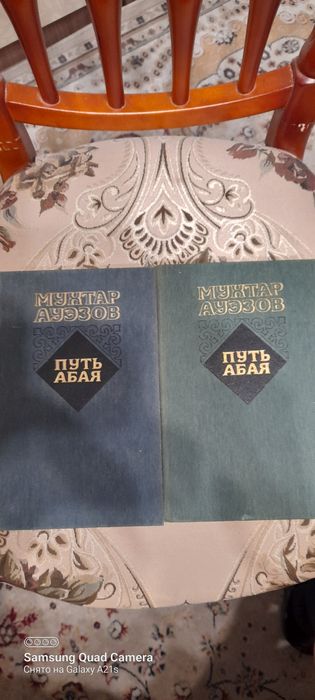 МУХТАР
АУЭЗОВ
ПУТЬ
АБАЯ
МУХТАР
АУЭЗОВ
ПУТЬ
АБАЯ
Samsung Quad Camera
Снято на Galaxy A21s